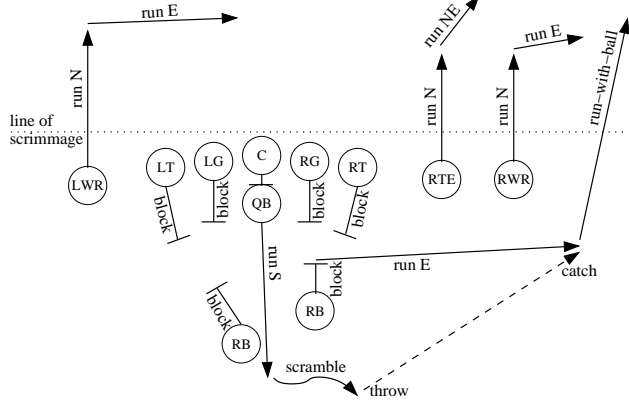 run E
run NE
run E
run N
run N
run N
run-with-ball
line of
scrimmage
LWR
LT
LG
C
RG
RT
RTE
RWR
block
block
QB
block
block
run S
run E
block
catch
block
RB
RB
scramble
throw